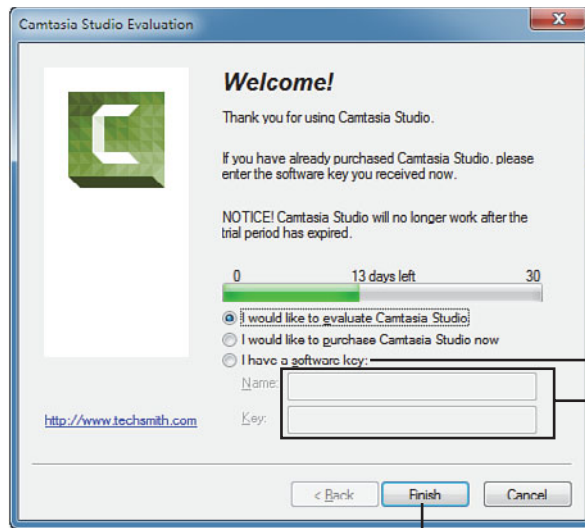 Camtasia Studio Evaluation
Welcome!
Thank you for using Camtasia Studio.
If you have already purchased Camtasia Studio, please
enter the software key you received now.
NOTICE! Camtasia Studio will no longer work after the
trial period has expired.
0 13 days left 30
I would like to evaluate Camtasia Studio
I would like to purchase Camtasia Studio now
I have a software key:
Name:
Key:
http://www.techsmith.com
< Back Finish Cancel